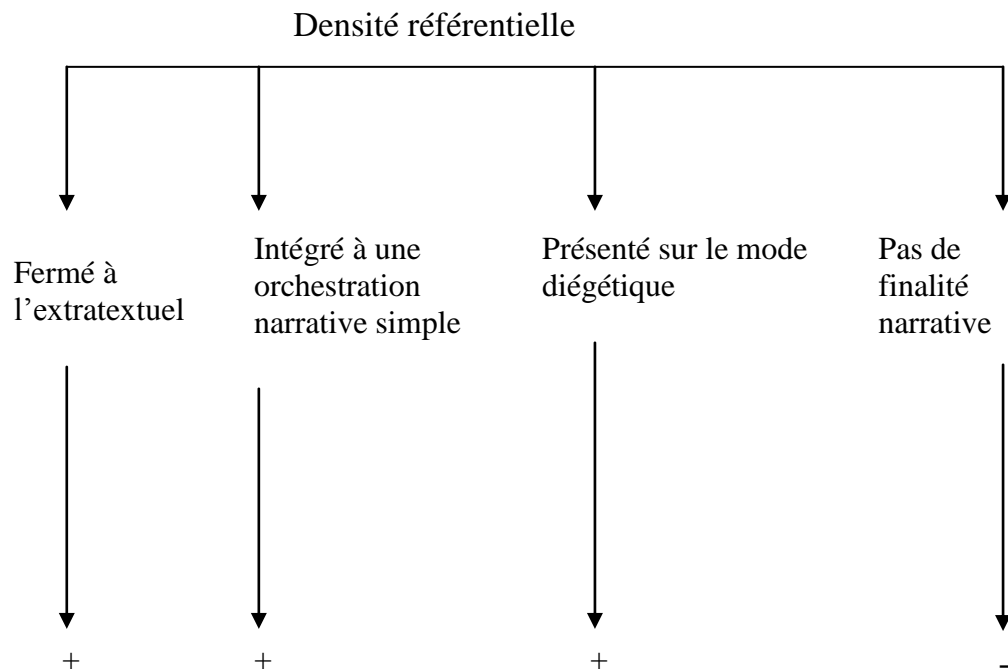 Densité référentielle
Fermé à
l’extratextuel
Intégré à une
orchestration
narrative simple
Présenté sur le mode
diégétique
Pas de
finalité
narrative
+ + + -